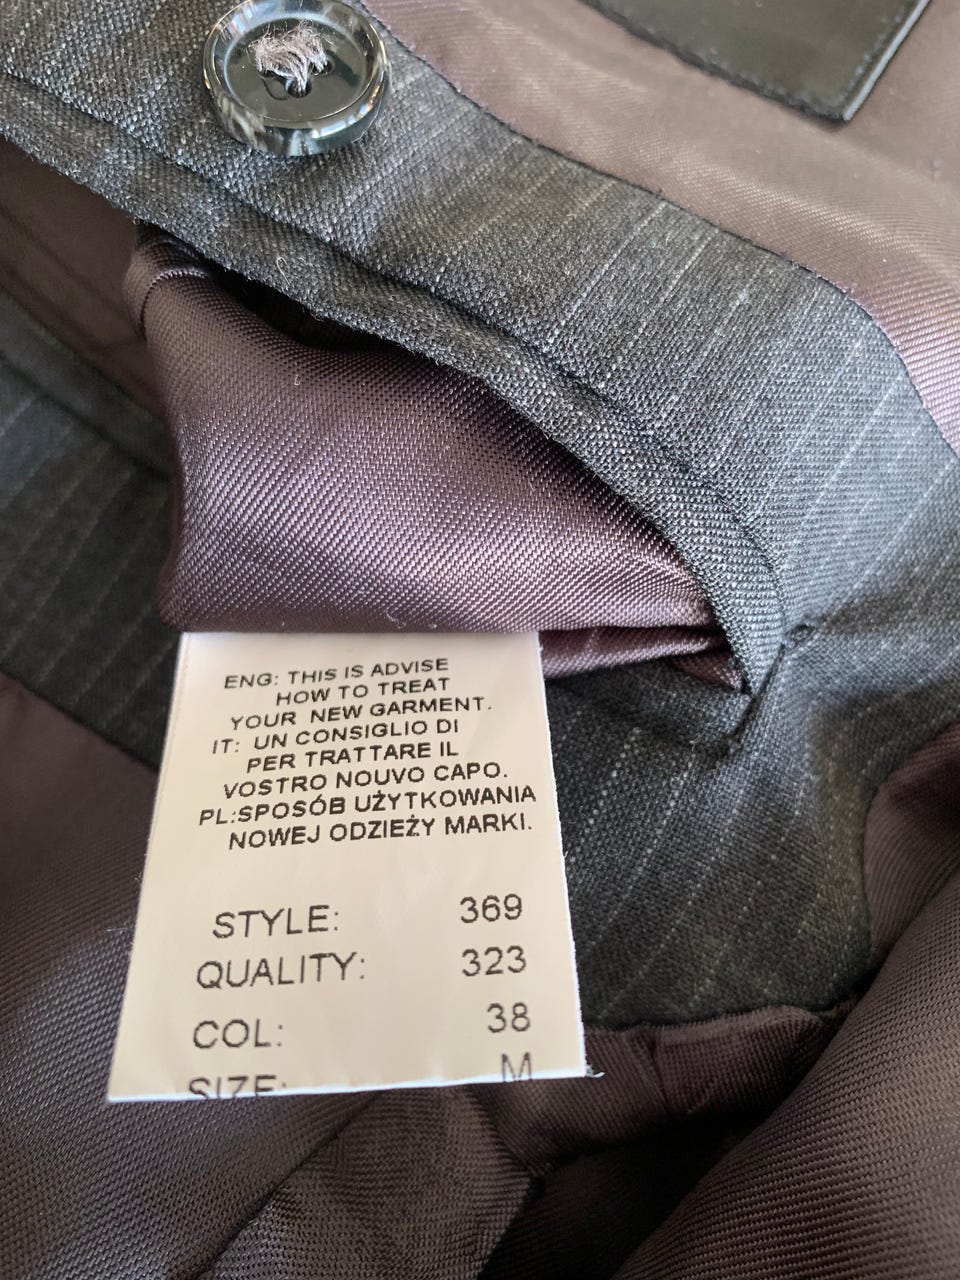 ENG: THIS IS ADVISE
HOW TO TREAT
YOUR NEW GARMENT.
IT: UN CONSIGLIO DI
PER TRATTARE IL
VOSTRO NOUVO CAPO.
PL:SPOSÓB UŻYTKOWANIA
NOWEJ ODZIEŻY MARKI.
STYLE: 369
QUALITY: 323
COL: 38
SIZE: M